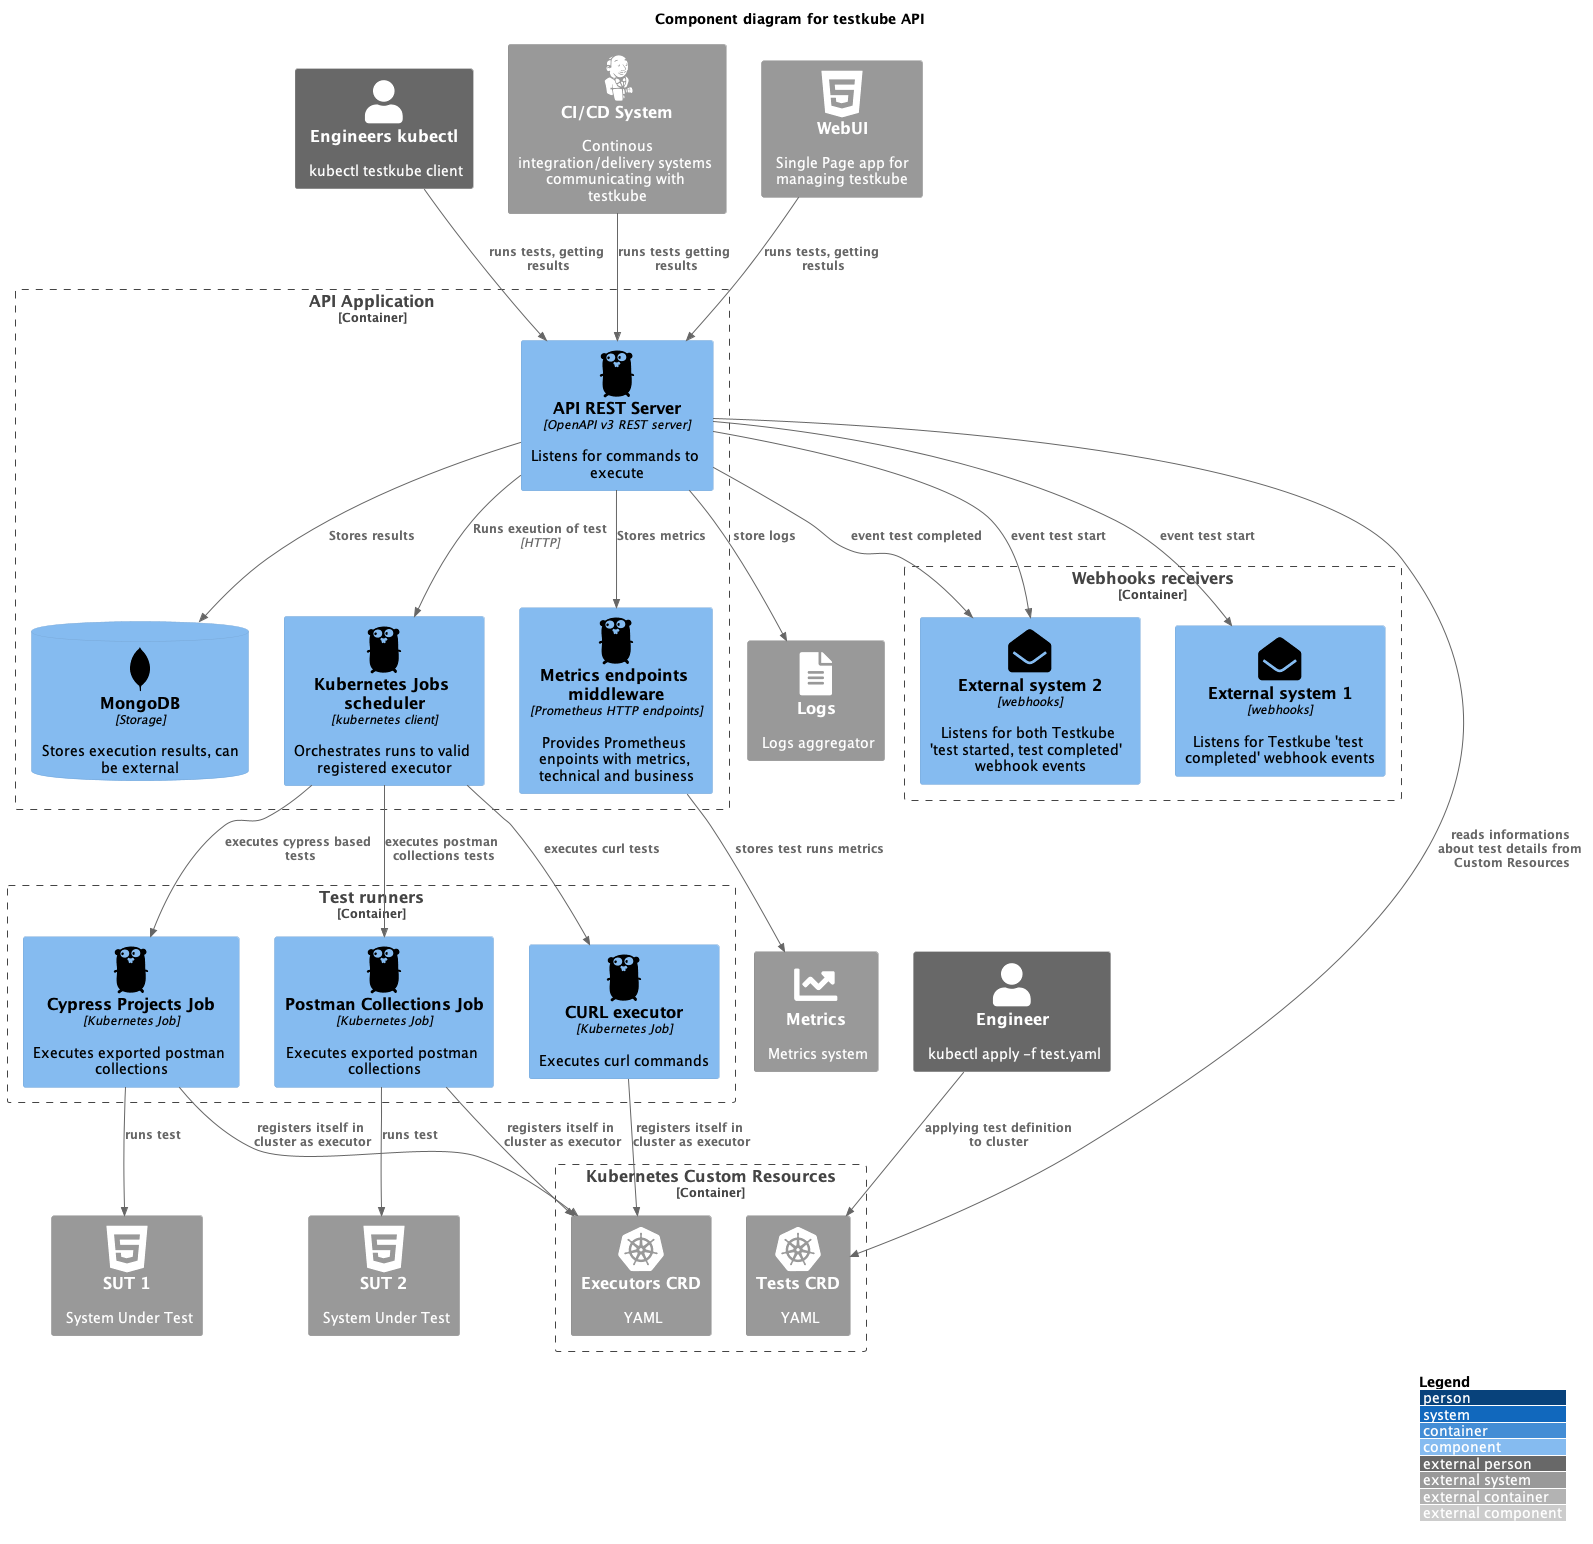 Component diagram for testkube API
Engineers kubectl
kubectl testkube client
CI/CD System
Continous
integration/delivery systems
communicating with
testkube
WebUI
Single Page app for
managing testkube
runs tests, getting
results
runs tests getting
results
runs tests, getting
restuls
API Application
[Container]
API REST Server
[OpenAPI v3 REST server]
Listens for commands to
execute
Stores results
Runs exeution of test
[HTTP]
Stores metrics
store logs
event test completed
event test start
event test start
Webhooks receivers
[Container]
MongoDB
[Storage]
Stores execution results, can
be external
Kubernetes Jobs
scheduler
[kubernetes client]
Orchestrates runs to valid
registered executor
Metrics endpoints
middleware
[Prometheus HTTP endpoints]
Provides Prometheus
enpoints with metrics,
technical and business
Logs
Logs aggregator
External system 2
[webhooks]
Listens for both Testkube
'test started, test completed'
webhook events
External system 1
[webhooks]
Listens for Testkube 'test
completed' webhook events
executes cypress based
tests
executes postman
collections tests
executes curl tests
stores test runs metrics
reads informations
about test details from
Custom Resources
Test runners
[Container]
Cypress Projects Job
[Kubernetes Job]
Executes exported postman
collections
Postman Collections Job
[Kubernetes Job]
Executes exported postman
collections
CURL executor
[Kubernetes Job]
Executes curl commands
Metrics
Metrics system
Engineer
kubectl apply -f test.yaml
runs test
registers itself in
cluster as executor
runs test
registers itself in
cluster as executor
registers itself in
cluster as executor
applying test definition
to cluster
Kubernetes Custom Resources
[Container]
SUT 1
System Under Test
SUT 2
System Under Test
Executors CRD
YAML
Tests CRD
YAML
Legend
person
system
container
component
external person
external system
external container
external component